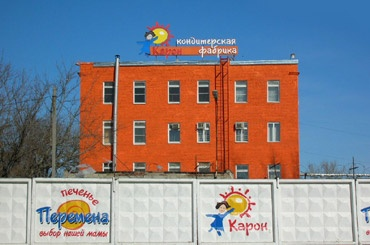 кондитерская
Карон фабрика
печенье
Перемена
выбор нашей мамы
Карон